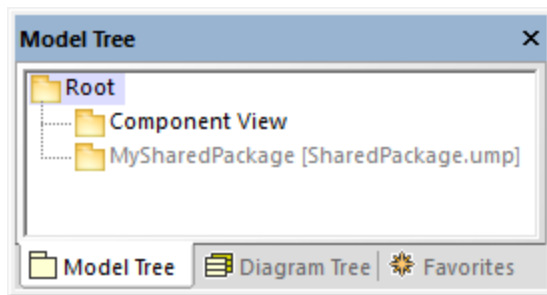 Model Tree
Root
Component View
MySharedPackage [SharedPackage.ump]
Model Tree Diagram Tree Favorites